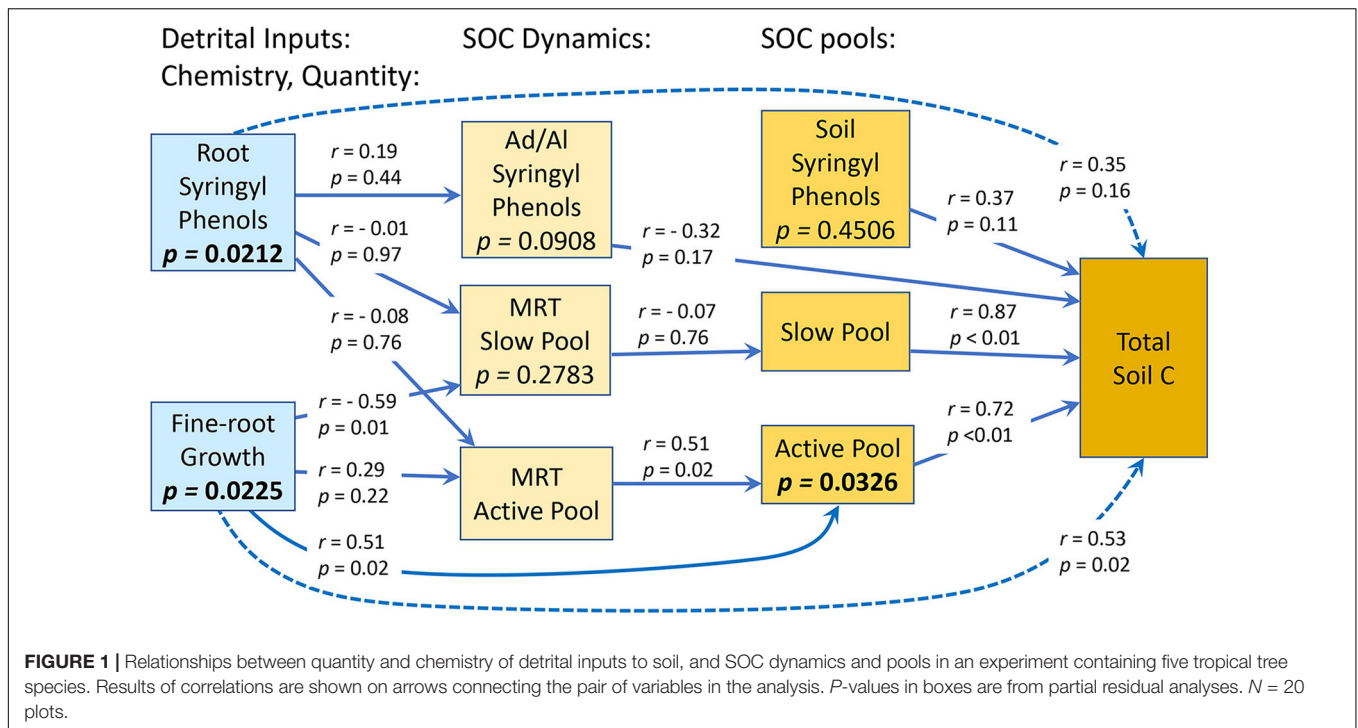 Detrital Inputs:
Chemistry, Quantity:
SOC Dynamics:
SOC pools:
Root
Syringyl
Phenols
p = 0.0212
r = 0.19
p = 0.44
r = - 0.01
p = 0.97
r = - 0.08
p = 0.76
Ad/Al
Syringyl
Phenols
p = 0.0908
r = - 0.32
p = 0.17
Soil
Syringyl
Phenols
p = 0.4506
r = 0.37
p = 0.11
r = 0.35
p = 0.16
MRT
Slow Pool
p = 0.2783
r = - 0.07
p = 0.76
Slow Pool
r = 0.87
p < 0.01
Total
Soil C
Fine-root
Growth
p = 0.0225
r = - 0.59
p = 0.01
r = 0.29
p = 0.22
r = 0.51
p = 0.02
MRT
Active Pool
r = 0.51
p = 0.02
Active Pool
p = 0.0326
r = 0.72
p <0.01
r = 0.53
p = 0.02
FIGURE 1 | Relationships between quantity and chemistry of detrital inputs to soil, and SOC dynamics and pools in an experiment containing five tropical tree
species. Results of correlations are shown on arrows connecting the pair of variables in the analysis. P-values in boxes are from partial residual analyses. N = 20
plots.